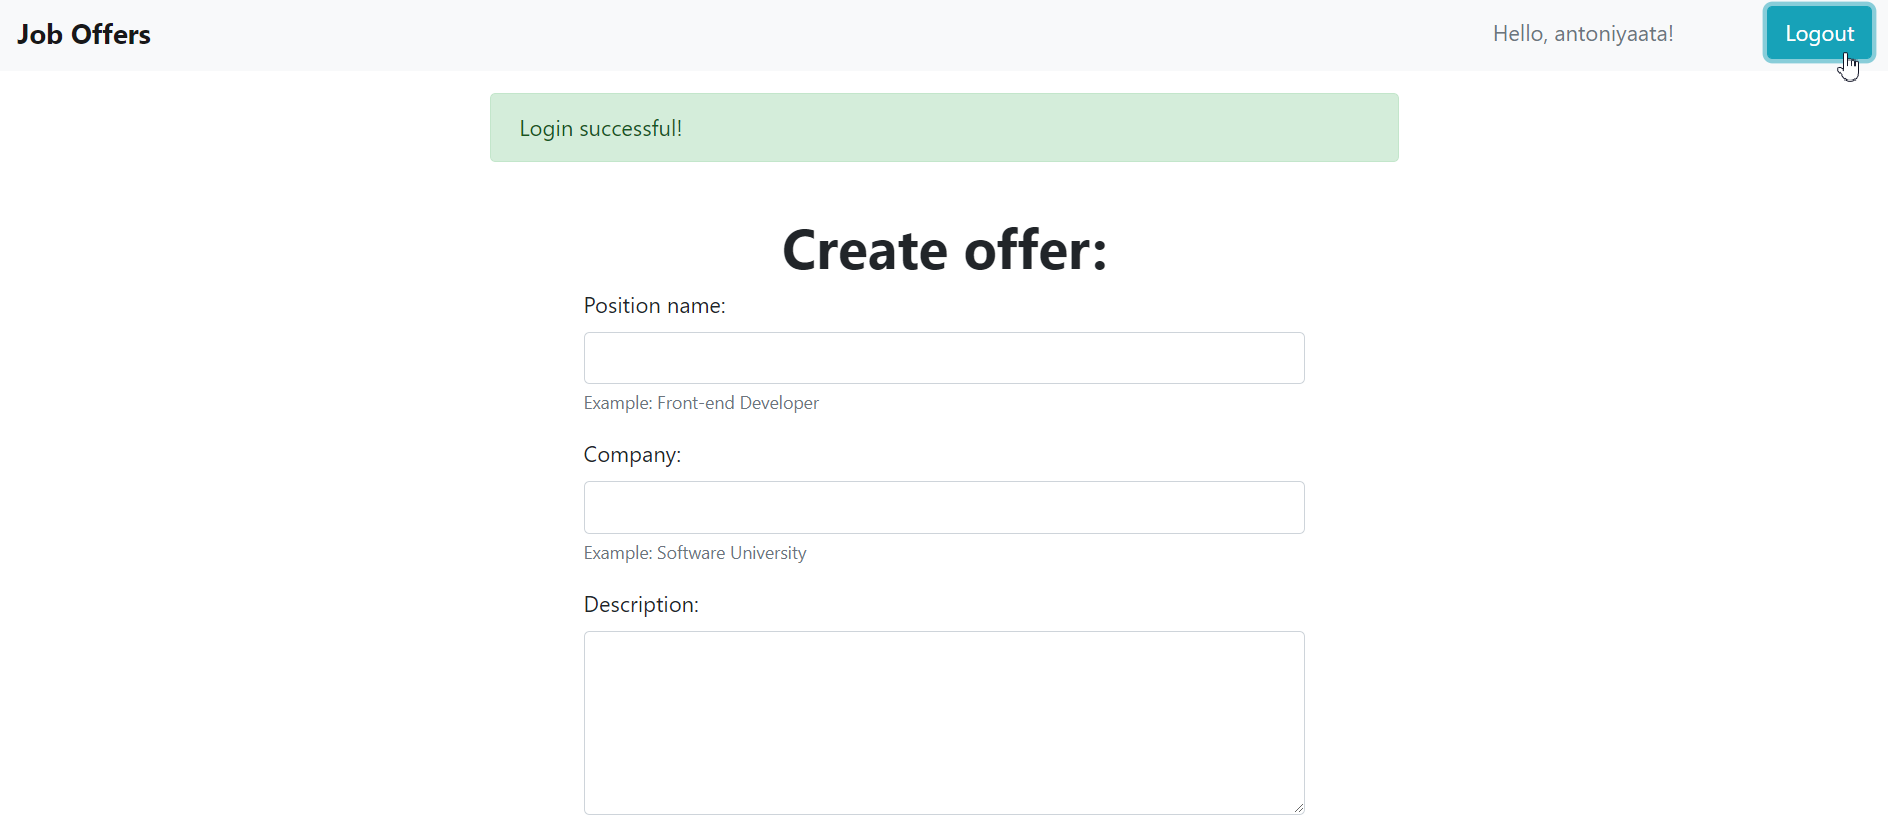 Job Offers
Hello, antoniyaata!
Logout
Login successful!
Create offer:
Position name:
Example: Front-end Developer
Company:
Example: Software University
Description: